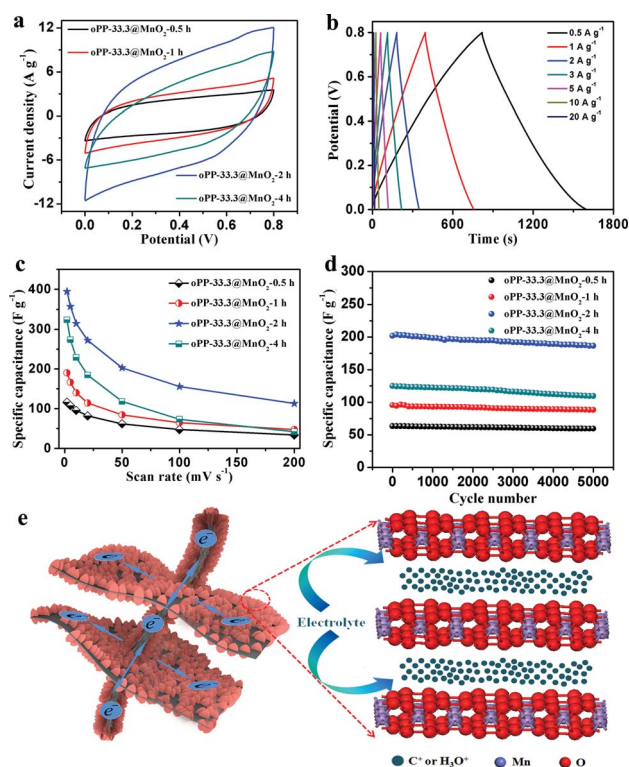 a
oPP-33.3@MnO₂-0.5 h
oPP-33.3@MnO₂-1 h
oPP-33.3@MnO₂-2 h
oPP-33.3@MnO₂-4 h
Current density (A g⁻¹)
12
6
0
-6
-12
0.0 0.2 0.4 0.6 0.8
Potential (V)
b
0.5 A g⁻¹
1 A g⁻¹
2 A g⁻¹
3 A g⁻¹
5 A g⁻¹
10 A g⁻¹
20 A g⁻¹
Potential (V)
0.8
0.6
0.4
0.2
0.0
0 600 1200 1800
Time (s)
c
oPP-33.3@MnO₂-0.5 h
oPP-33.3@MnO₂-1 h
oPP-33.3@MnO₂-2 h
oPP-33.3@MnO₂-4 h
Specific capacitance (F g⁻¹)
400
300
200
100
0
0 50 100 150 200
Scan rate (mV s⁻¹)
d
oPP-33.3@MnO₂-0.5 h
oPP-33.3@MnO₂-1 h
oPP-33.3@MnO₂-2 h
oPP-33.3@MnO₂-4 h
Specific capacitance (F g⁻¹)
300
250
200
150
100
50
0
0 1000 2000 3000 4000 5000
Cycle number
e
e⁻
e⁻
e⁻
e⁻
e⁻
e⁻
e⁻
Electrolyte
C⁺ or H₃O⁺ Mn O